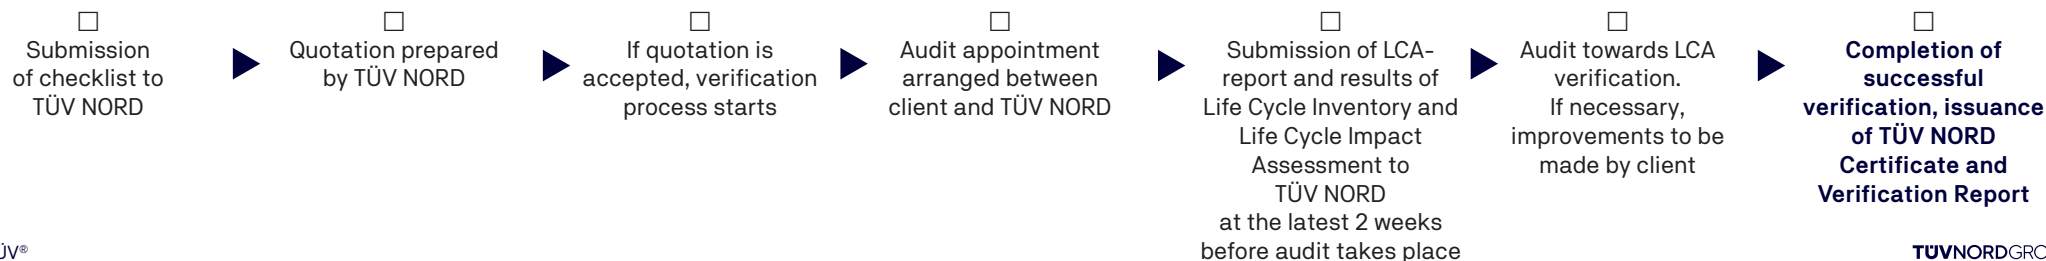 Submission
of checklist to
TÜV NORD
Quotation prepared
by TÜV NORD
If quotation is
accepted, verification
process starts
Audit appointment
arranged between
client and TÜV NORD
Submission of LCA-
report and results of
Life Cycle Inventory and
Life Cycle Impact
Assessment to
TÜV NORD
at the latest 2 weeks
before audit takes place
Audit towards LCA
verification.
If necessary,
improvements to be
made by client
Completion of
successful
verification, issuance
of TÜV NORD
Certificate and
Verification Report
ÜV®
TÜVNORDGRO